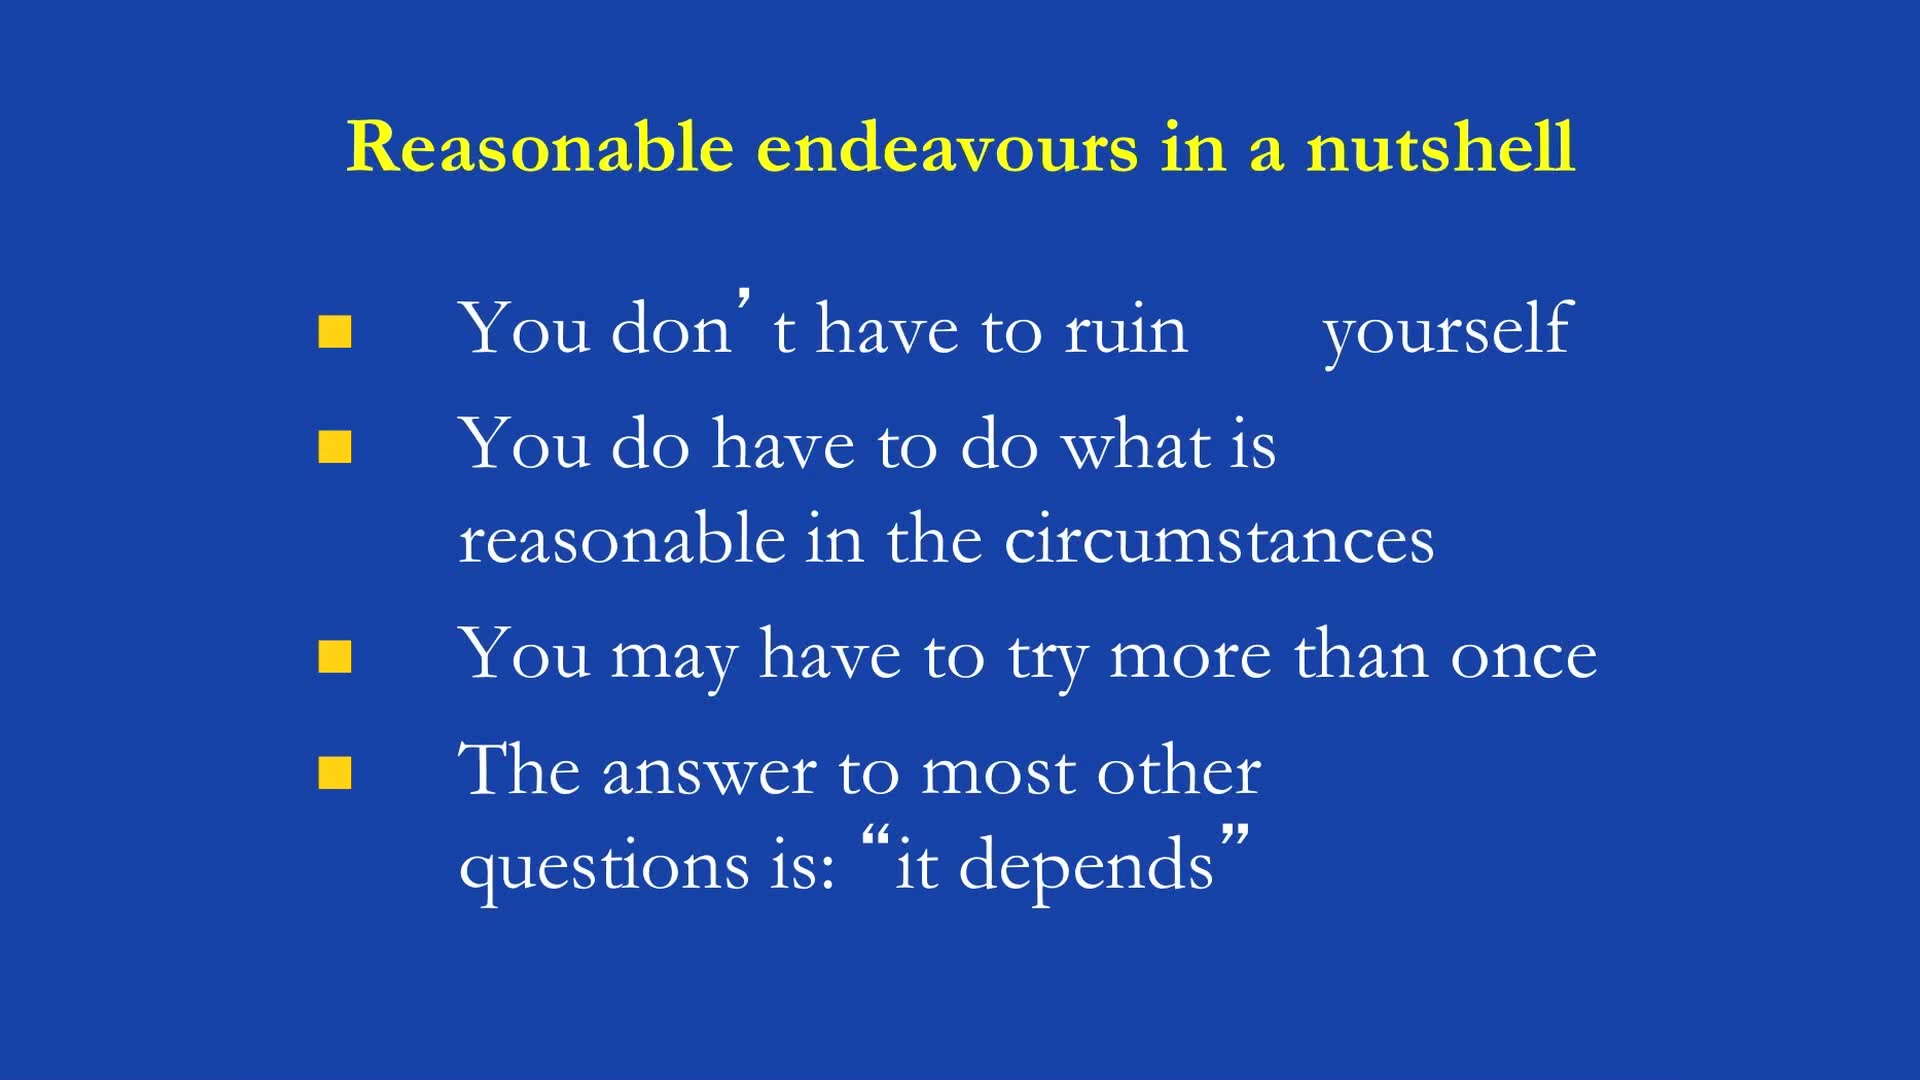 Reasonable endeavours in a nutshell
■ You don’t have to ruin yourself
■ You do have to do what is
reasonable in the circumstances
■ You may have to try more than once
■ The answer to most other
questions is: “it depends”